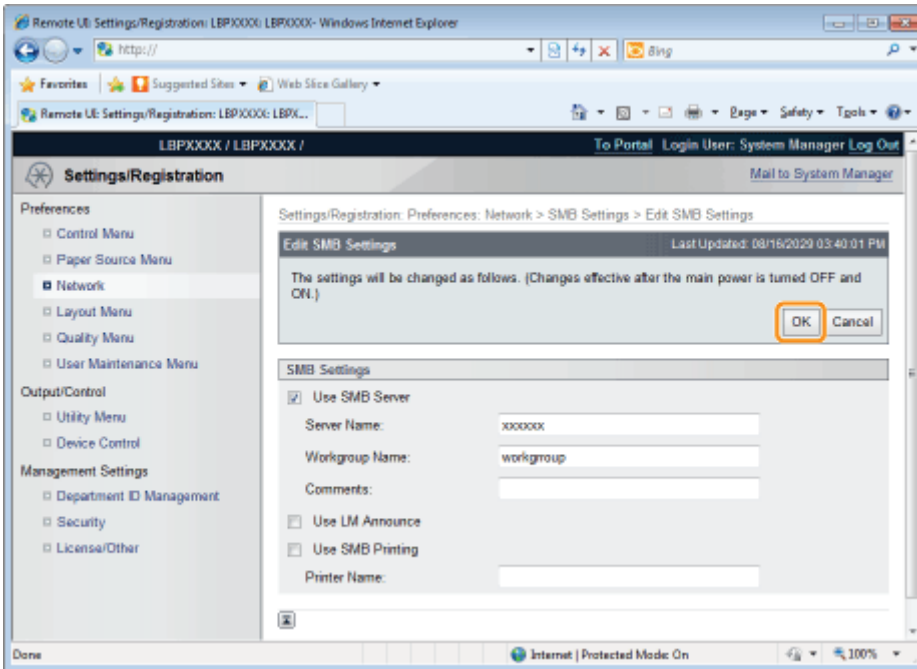 Remote UI: Settings/Registration: LBPXXXX: LBPXXXX- Windows Internet Explorer
http://
Bing
Favorites Suggested Sites Web Slice Gallery
Remote UI: Settings/Registration: LBPXXXX: LBPX...
Page Safety Tools
LBPXXXX / LBPXXXX /
To Portal Login User: System Manager Log Out
Settings/Registration
Mail to System Manager
Preferences
Control Menu
Paper Source Menu
Network
Layout Menu
Quality Menu
User Maintenance Menu
Output/Control
Utility Menu
Device Control
Management Settings
Department ID Management
Security
License/Other
Settings/Registration: Preferences: Network > SMB Settings > Edit SMB Settings
Edit SMB Settings
Last Updated: 08/16/2029 03:40:01 PM
The settings will be changed as follows. (Changes effective after the main power is turned OFF and
ON.)
OK Cancel
SMB Settings
Use SMB Server
Server Name: xxxxxx
Workgroup Name: workgrroup
Comments:
Use LM Announce
Use SMB Printing
Printer Name:
Done
Internet | Protected Mode: On
100%